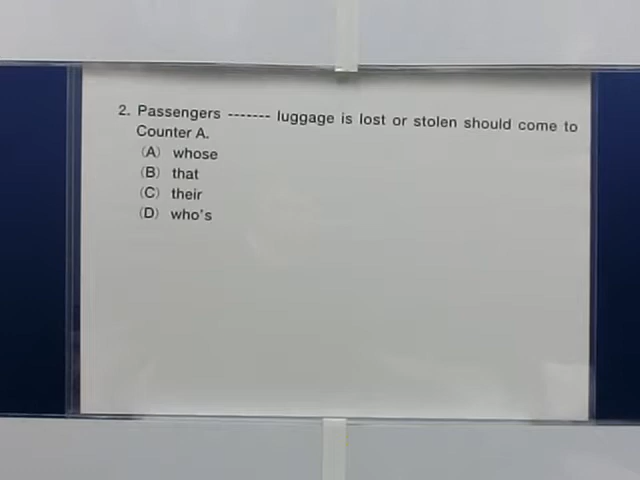 2. Passengers ------- luggage is lost or stolen should come to
Counter A.
(A) whose
(B) that
(C) their
(D) who's